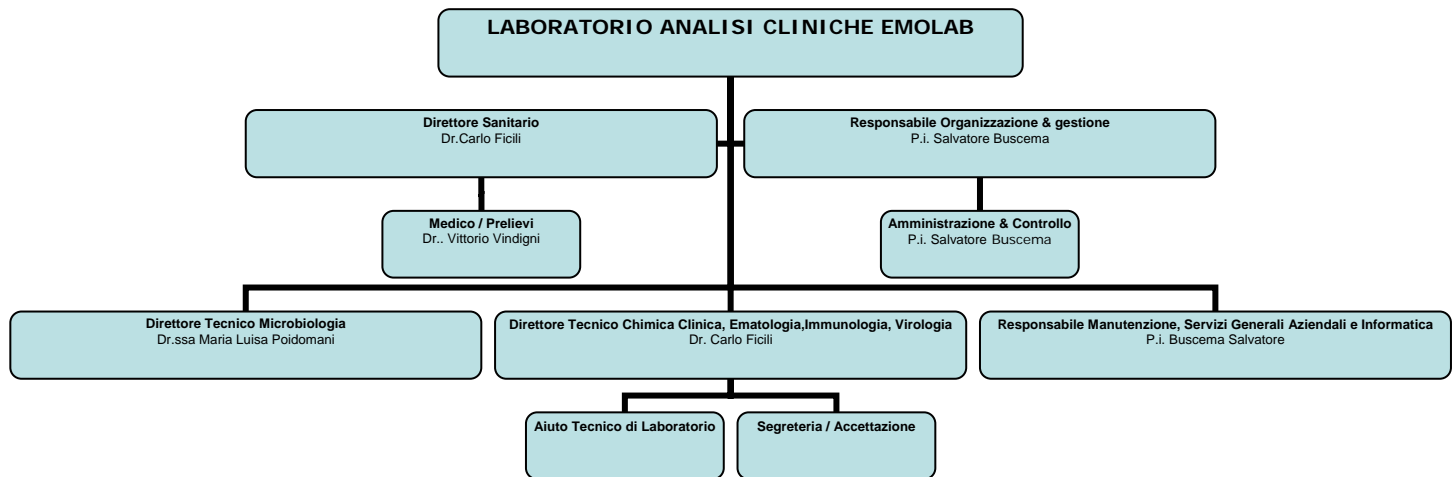 LABORATORIO ANALISI CLINICHE EMOLAB
Direttore Sanitario
Dr.Carlo Ficili
Responsabile Organizzazione & gestione
P.i. Salvatore Buscema
Medico / Prelievi
Dr.. Vittorio Vindigni
Amministrazione & Controllo
P.i. Salvatore Buscema
Direttore Tecnico Microbiologia
Dr.ssa Maria Luisa Poidomani
Direttore Tecnico Chimica Clinica, Ematologia,Immunologia, Virologia
Dr. Carlo Ficili
Responsabile Manutenzione, Servizi Generali Aziendali e Informatica
P.i. Buscema Salvatore
Aiuto Tecnico di Laboratorio
Segreteria / Accettazione